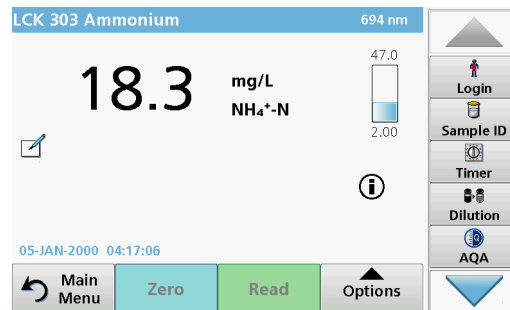 LCK 303 Ammonium 694 nm
47.0
18.3 mg/L
NH₄⁺-N
2.00
05-JAN-2000 04:17:06
Main Menu
Zero
Read
Options
Login
Sample ID
Timer
Dilution
AQA